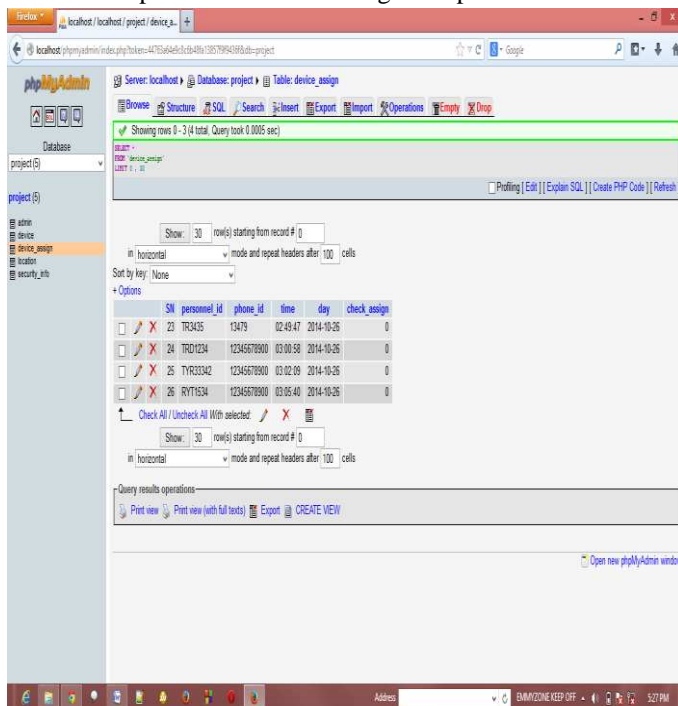 Firefox
localhost / localhost / project / device_a...
localhost/phpmyadmin/index.php?
Google
phpMyAdmin
Server: localhost Database: project Table: device_assign
Browse Structure SQL Search Insert Export Import Operations Empty Drop
Showing rows 0 - 3 (4 total, Query took 0.0005 sec)
SELECT *
FROM `device_assign`
LIMIT 0 , 30
Profiling [ Edit ] [ Explain SQL ] [ Create PHP Code ] [ Refresh
Database
project (5)
project (5)
admin
device
device_assign
location
security_info
Show: 30 row(s) starting from record # 0
in horizontal mode and repeat headers after 100 cells
Sort by key: None
+ Options
SN personnel_id phone_id time day check_assign
23 TR3435 13479 02:49:47 2014-10-26 0
24 TRD1234 12345678900 03:00:58 2014-10-26 0
25 TYR33342 12345678900 03:02:09 2014-10-26 0
26 RYT1534 12345678900 03:05:40 2014-10-26 0
Check All / Uncheck All With selected:
Show: 30 row(s) starting from record # 0
in horizontal mode and repeat headers after 100 cells
Query results operations
Print view Print view (with full texts) Export CREATE VIEW
Open new phpMyAdmin window
Address EMMYZONE KEEP OFF 5:27 PM